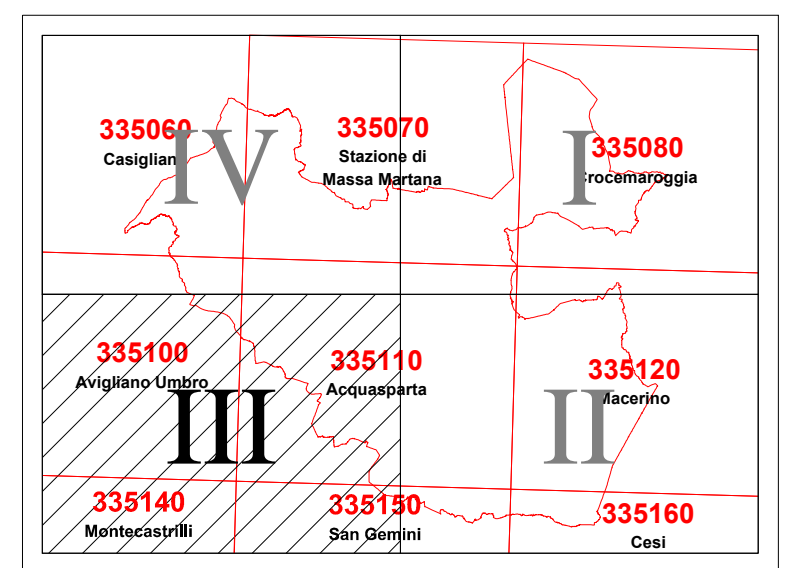 335060
Casiglian
IV
335070
Stazione di
Massa Martana
I
335080
Crocemaroggia
335100
Avigliano Umbro
III
335110
Acquasparta
II
335120
Macerino
335140
Montecastrilli
335150
San Gemini
335160
Cesi